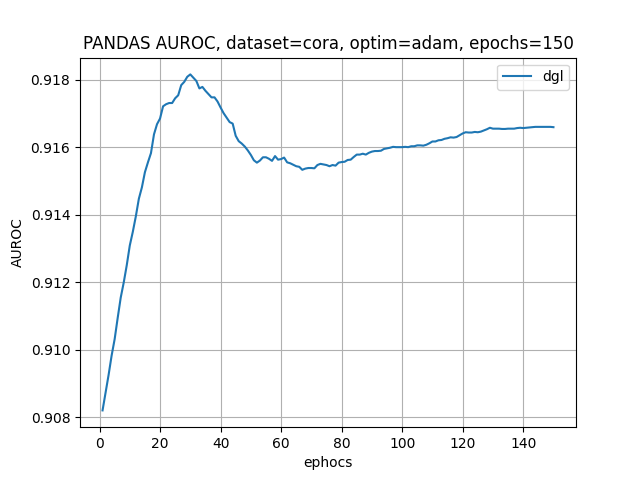 PANDAS AUROC, dataset=cora, optim=adam, epochs=150
dgl
0.918
0.916
0.914
0.912
0.910
0.908
AUROC
0 20 40 60 80 100 120 140
ephocs